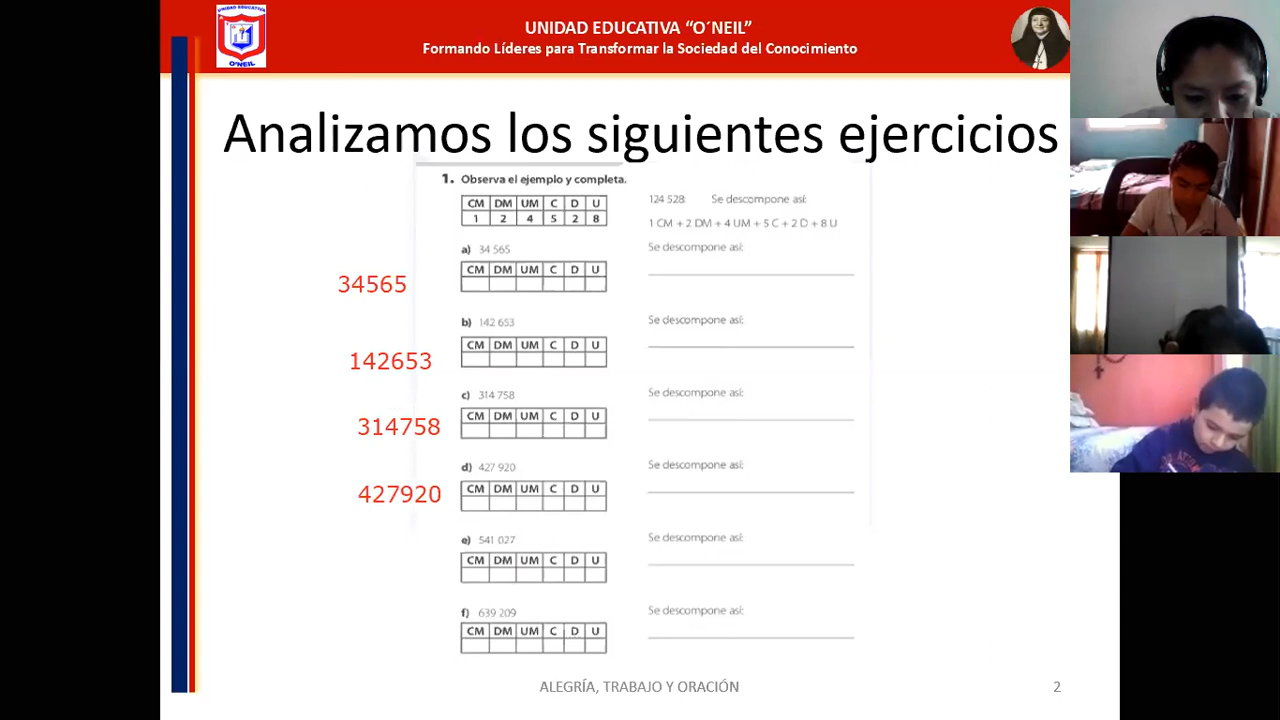 UNIDAD EDUCATIVA
O´NEIL
UNIDAD EDUCATIVA “O´NEIL”
Formando Líderes para Transformar la Sociedad del Conocimiento
Analizamos los siguientes ejercicios
1. Observa el ejemplo y completa.
CM DM UM C D U
1 2 4 5 2 8
124 528: Se descompone así:
1 CM + 2 DM + 4 UM + 5 C + 2 D + 8 U
a) 34 565
Se descompone así:
CM DM UM C D U
34565
b) 142 653
Se descompone así:
CM DM UM C D U
142653
c) 314 758
Se descompone así:
CM DM UM C D U
314758
d) 427 920
Se descompone así:
CM DM UM C D U
427920
e) 541 027
Se descompone así:
CM DM UM C D U
f) 639 209
Se descompone así:
CM DM UM C D U
ALEGRÍA, TRABAJO Y ORACIÓN
2